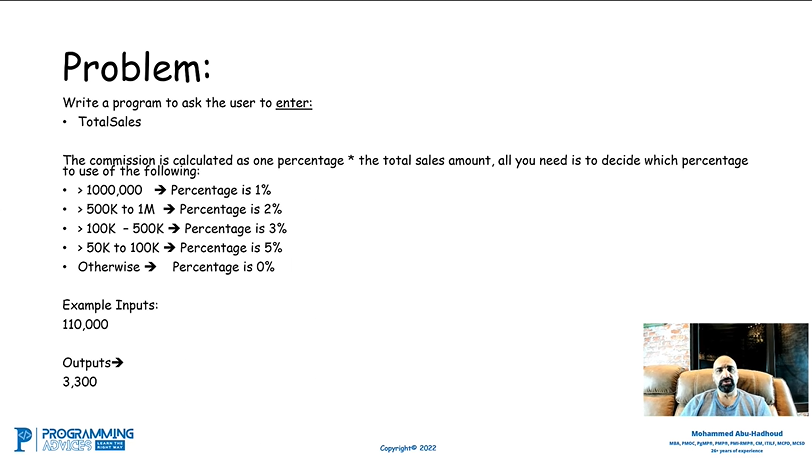 Problem:
Write a program to ask the user to enter:
• TotalSales
The commission is calculated as one percentage * the total sales amount, all you need is to decide which percentage
to use of the following:
• > 1000,000 ➔ Percentage is 1%
• > 500K to 1M ➔ Percentage is 2%
• > 100K – 500K ➔ Percentage is 3%
• > 50K to 100K ➔ Percentage is 5%
• Otherwise ➔ Percentage is 0%
Example Inputs:
110,000
Outputs➔
3,300
PROGRAMMING
ADVICES
LEARN THE
RIGHT WAY
Copyright© 2022
Mohammed Abu-Hadhoud
MBA, PMOC, PgMP®, PMP®, PMI-RMP®, CM, ITILF, MCPD, MCSD
26+ years of experience